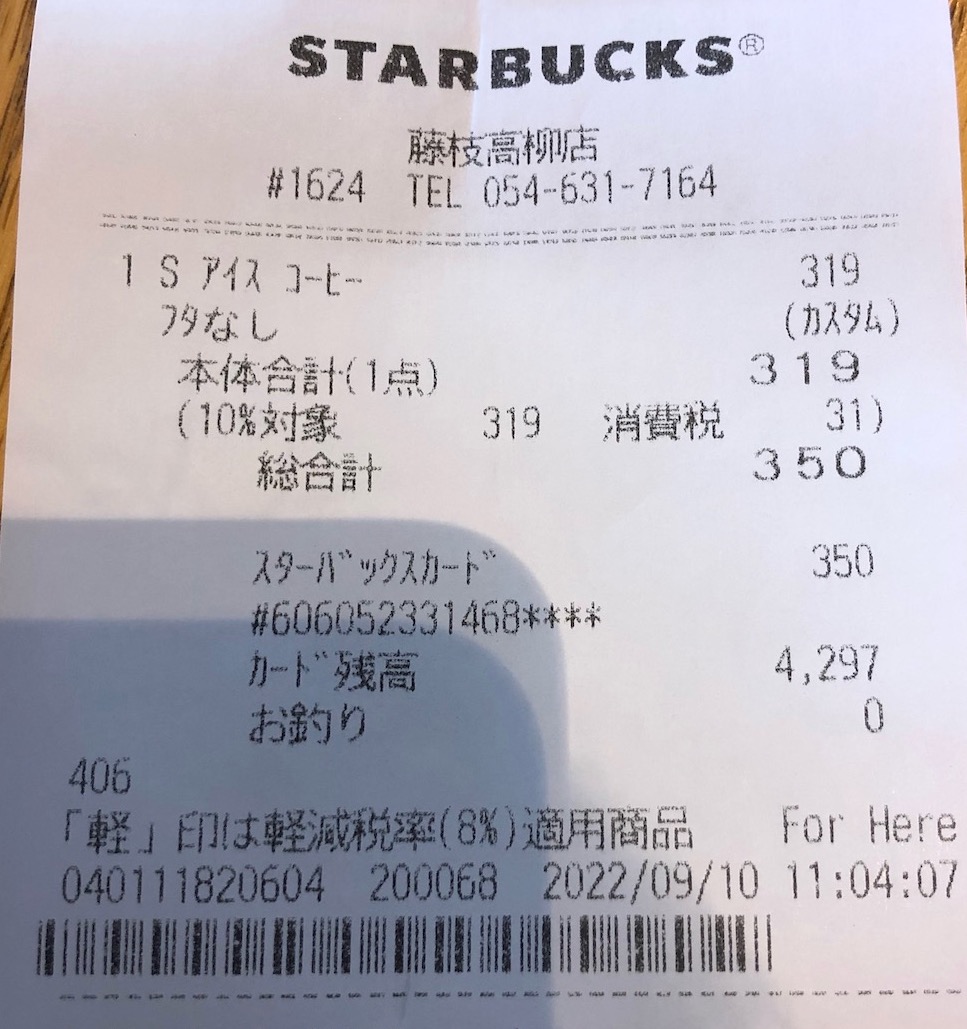 STARBUCKS®
藤枝高柳店
#1624 TEL 054-631-7164
1 S アイス コーヒー 319
フタなし (カスタム)
本体合計(1点) 319
(10%対象 319 消費税 31)
総合計 350
スターバックスカード 350
#606052331468****
カード残高 4,297
お釣り 0
406
「軽」印は軽減税率(8%)適用商品 For Here
040111820604 200068 2022/09/10 11:04:07